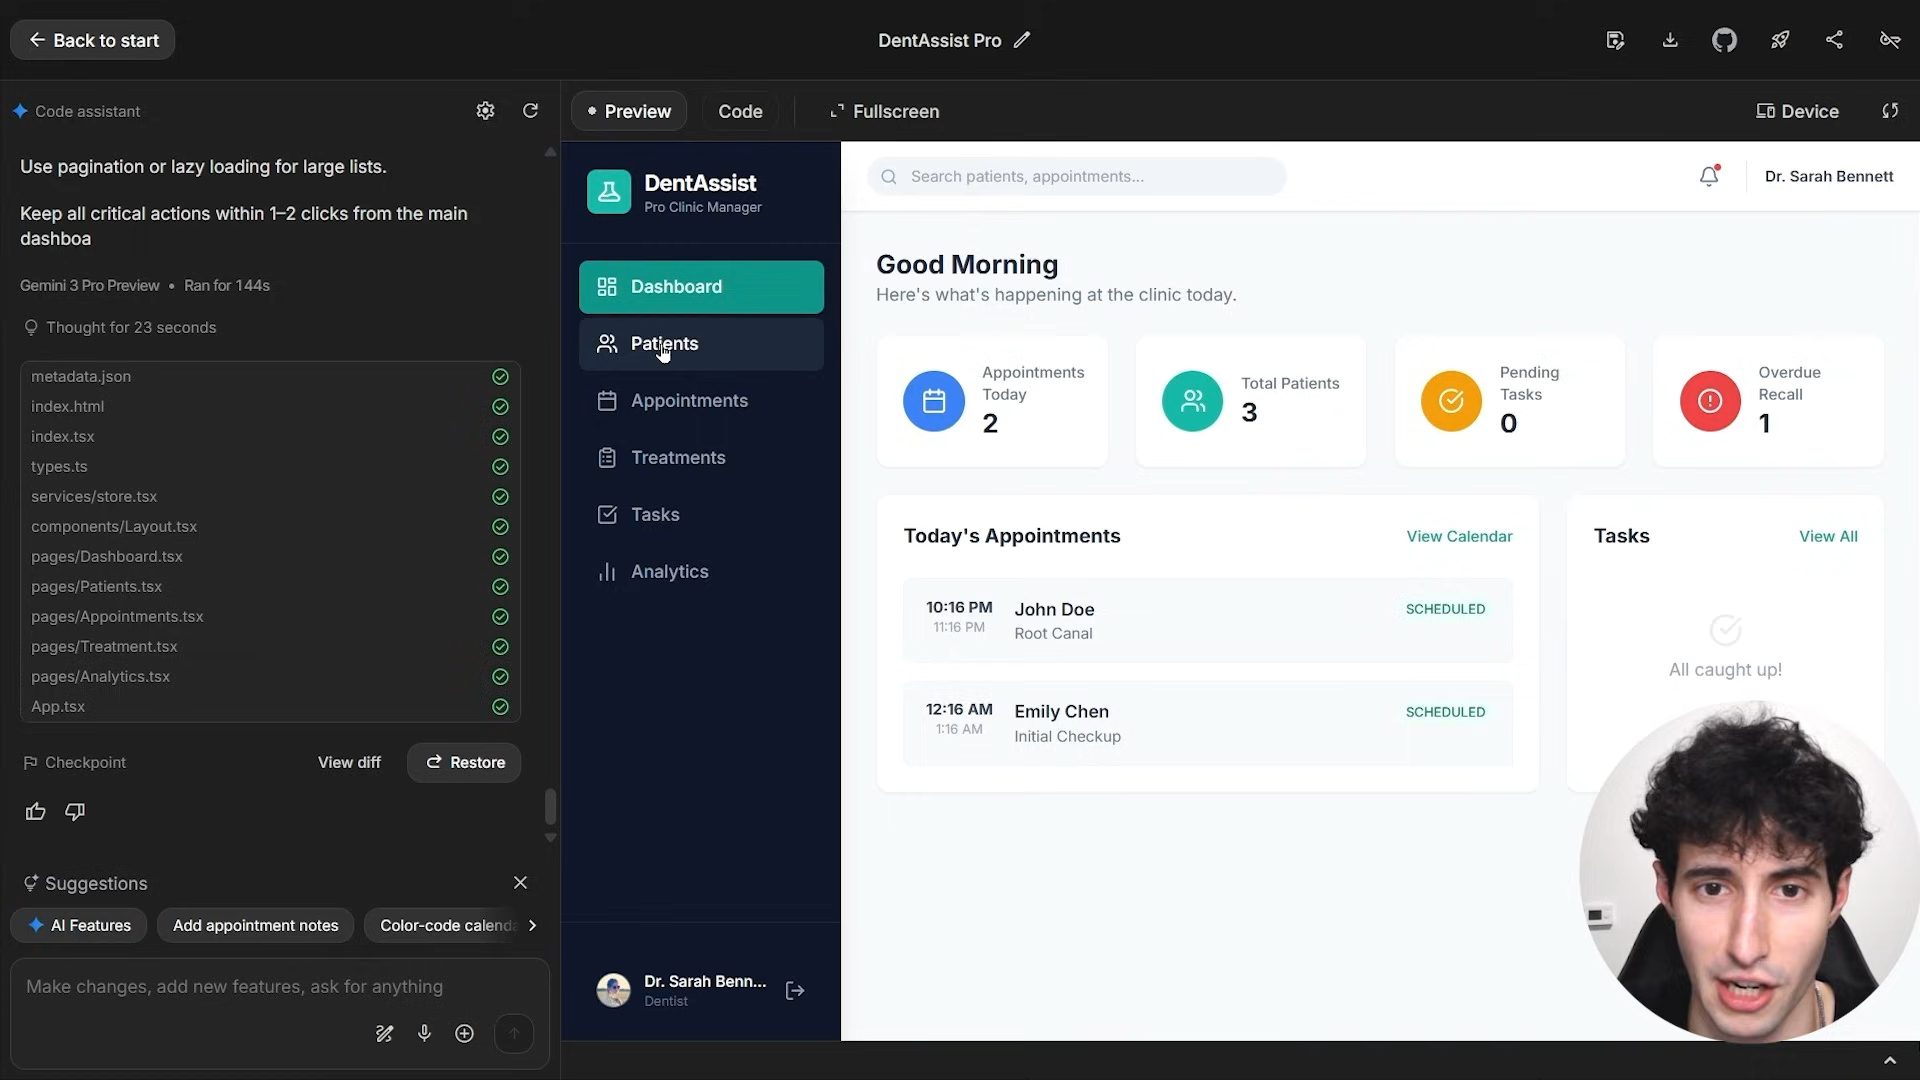 Back to start
DentAssist Pro
Code assistant
Use pagination or lazy loading for large lists.
Keep all critical actions within 1–2 clicks from the main
dashboa
Gemini 3 Pro Preview • Ran for 144s
Thought for 23 seconds
metadata.json
index.html
index.tsx
types.ts
services/store.tsx
components/Layout.tsx
pages/Dashboard.tsx
pages/Patients.tsx
pages/Appointments.tsx
pages/Treatment.tsx
pages/Analytics.tsx
App.tsx
Checkpoint
View diff
Restore
Suggestions
AI Features
Add appointment notes
Color-code calenda
Make changes, add new features, ask for anything
Preview
Code
Fullscreen
Device
DentAssist
Pro Clinic Manager
Dashboard
Patients
Appointments
Treatments
Tasks
Analytics
Dr. Sarah Benn...
Dentist
Search patients, appointments...
Dr. Sarah Bennett
Good Morning
Here's what's happening at the clinic today.
Appointments
Today
2
Total Patients
3
Pending
Tasks
0
Overdue
Recall
1
Today's Appointments
View Calendar
10:16 PM
11:16 PM
John Doe
Root Canal
SCHEDULED
12:16 AM
1:16 AM
Emily Chen
Initial Checkup
SCHEDULED
Tasks
View All
All caught up!